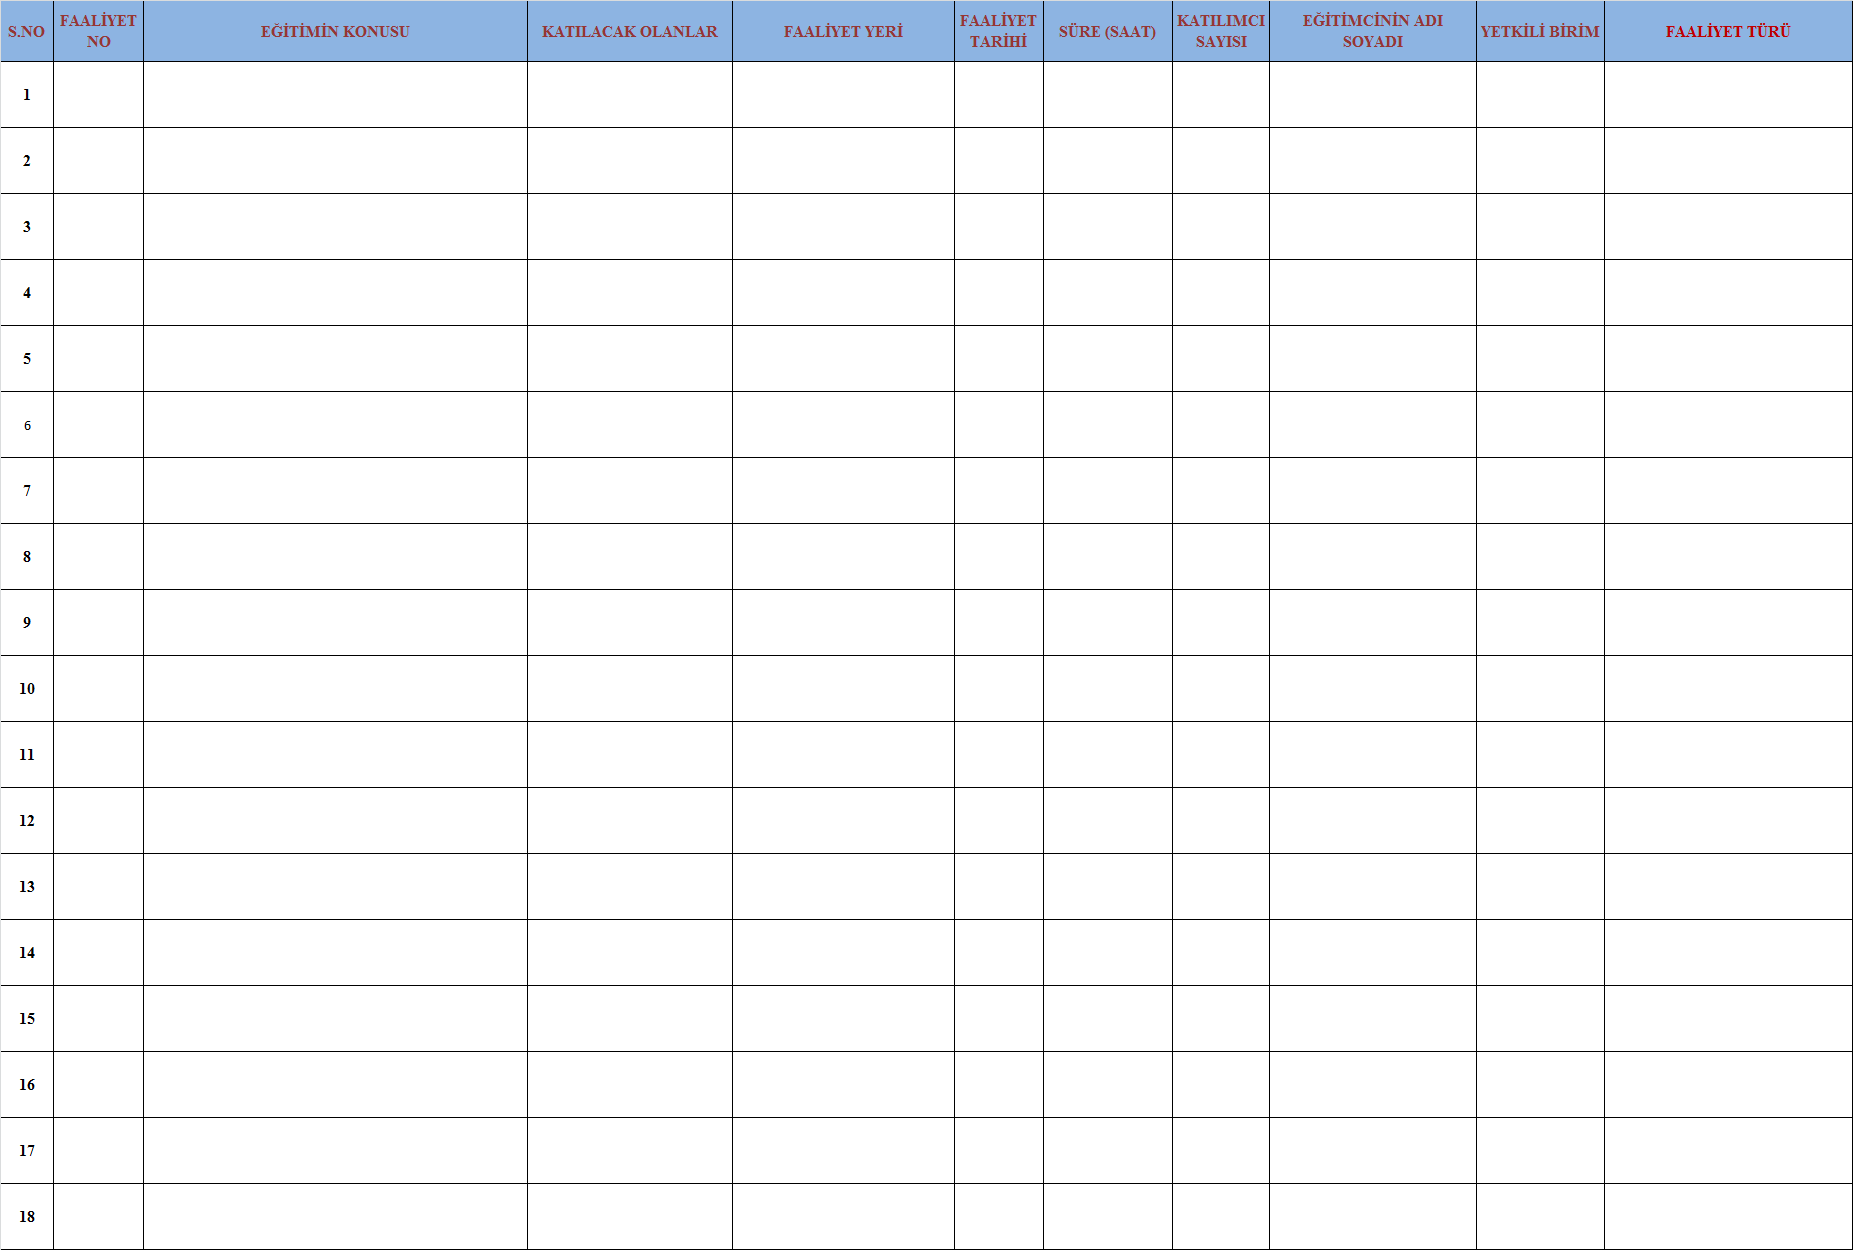 S.NO
FAALİYET
NO
EĞİTİMİN KONUSU
KATILACAK OLANLAR
FAALİYET YERİ
FAALİYET
TARİHİ
SÜRE (SAAT)
KATILIMCI
SAYISI
EĞİTİMCİNİN ADI
SOYADI
YETKİLİ BİRİM
FAALİYET TÜRÜ
1
2
3
4
5
6
7
8
9
10
11
12
13
14
15
16
17
18